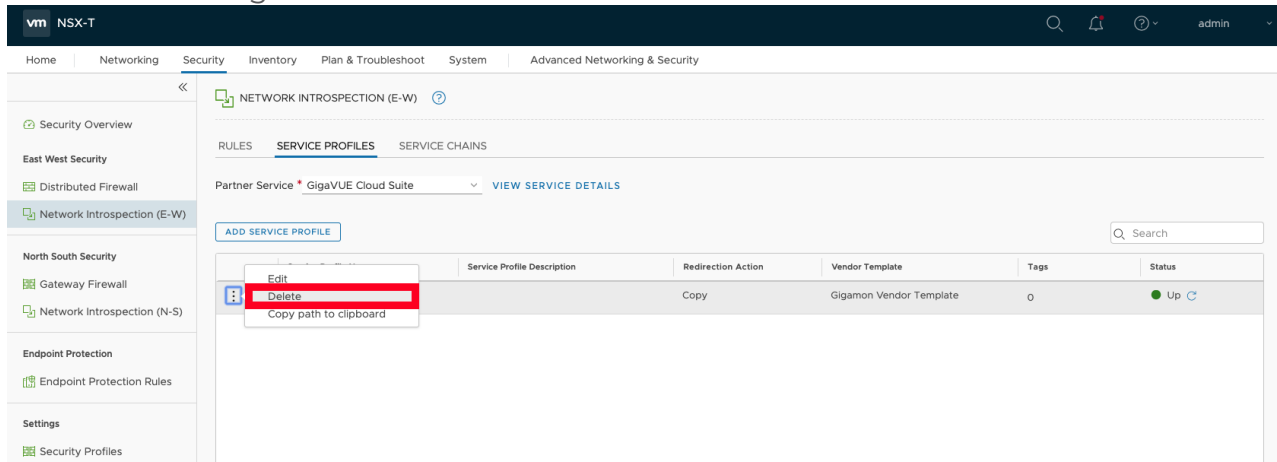 vm NSX-T admin
Home Networking Security Inventory Plan & Troubleshoot System Advanced Networking & Security
NETWORK INTROSPECTION (E-W)
Security Overview
RULES SERVICE PROFILES SERVICE CHAINS
East West Security
Distributed Firewall
Partner Service * GigaVUE Cloud Suite VIEW SERVICE DETAILS
Network Introspection (E-W)
ADD SERVICE PROFILE Search
North South Security
Service Profile Description Redirection Action Vendor Template Tags Status
Edit
Gateway Firewall
Delete Copy Gigamon Vendor Template 0 Up
Network Introspection (N-S)
Copy path to clipboard
Endpoint Protection
Endpoint Protection Rules
Settings
Security Profiles